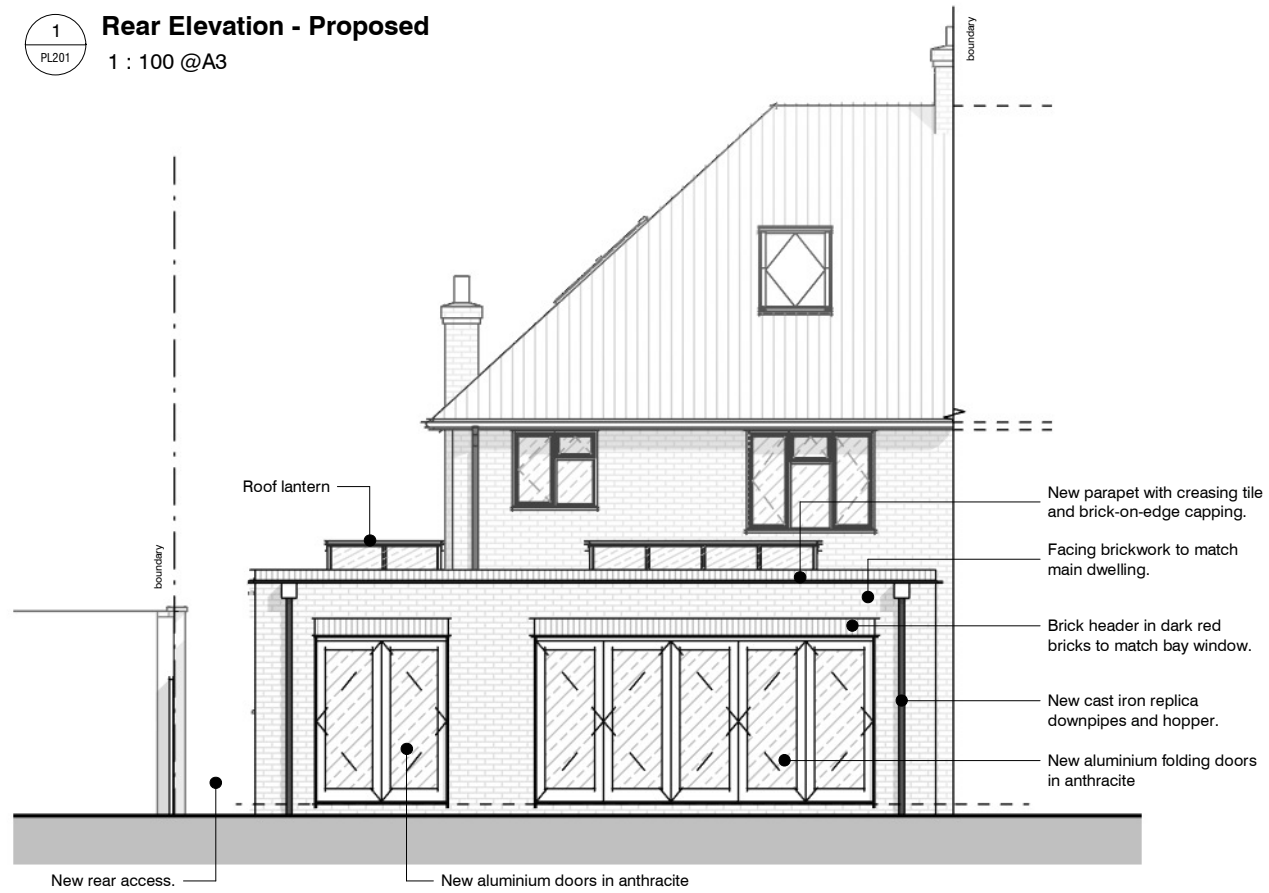 1
PL201
Rear Elevation - Proposed
1 : 100 @A3
boundary
Roof lantern
boundary
New parapet with creasing tile
and brick-on-edge capping.
Facing brickwork to match
main dwelling.
Brick header in dark red
bricks to match bay window.
New cast iron replica
downpipes and hopper.
New aluminium folding doors
in anthracite
New rear access.
New aluminium doors in anthracite